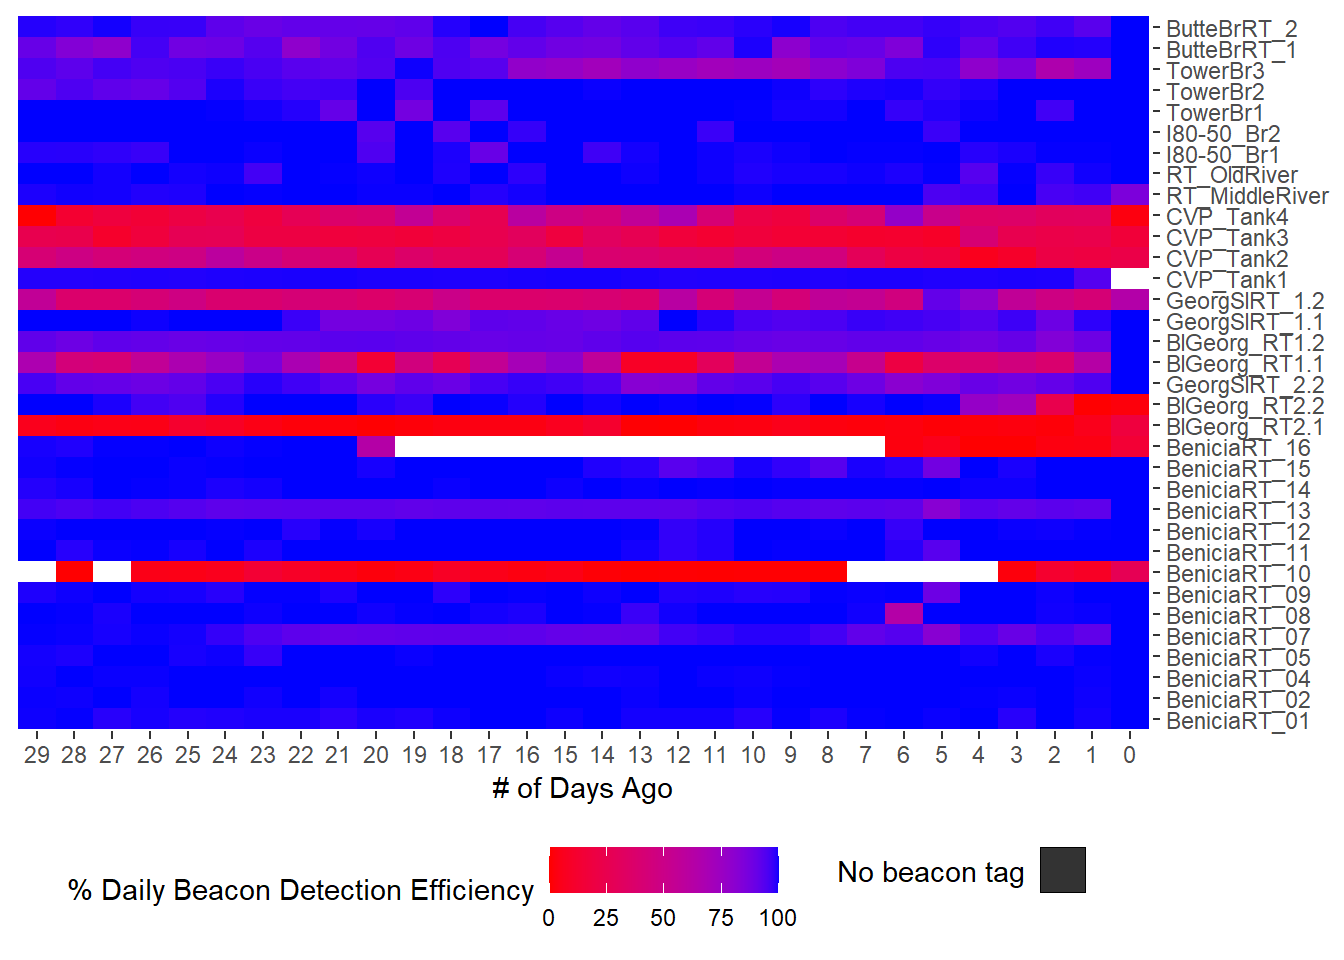 ButteBrRT_2
ButteBrRT_1
TowerBr3
TowerBr2
TowerBr1
I80-50_Br2
I80-50_Br1
RT_OldRiver
RT_MiddleRiver
CVP_Tank4
CVP_Tank3
CVP_Tank2
CVP_Tank1
GeorgSlRT_1.2
GeorgSlRT_1.1
BlGeorg_RT1.2
BlGeorg_RT1.1
GeorgSlRT_2.2
BlGeorg_RT2.2
BlGeorg_RT2.1
BeniciaRT_16
BeniciaRT_15
BeniciaRT_14
BeniciaRT_13
BeniciaRT_12
BeniciaRT_11
BeniciaRT_10
BeniciaRT_09
BeniciaRT_08
BeniciaRT_07
BeniciaRT_05
BeniciaRT_04
BeniciaRT_02
BeniciaRT_01
29 28 27 26 25 24 23 22 21 20 19 18 17 16 15 14 13 12 11 10 9 8 7 6 5 4 3 2 1 0
# of Days Ago
% Daily Beacon Detection Efficiency
0 25 50 75 100
No beacon tag